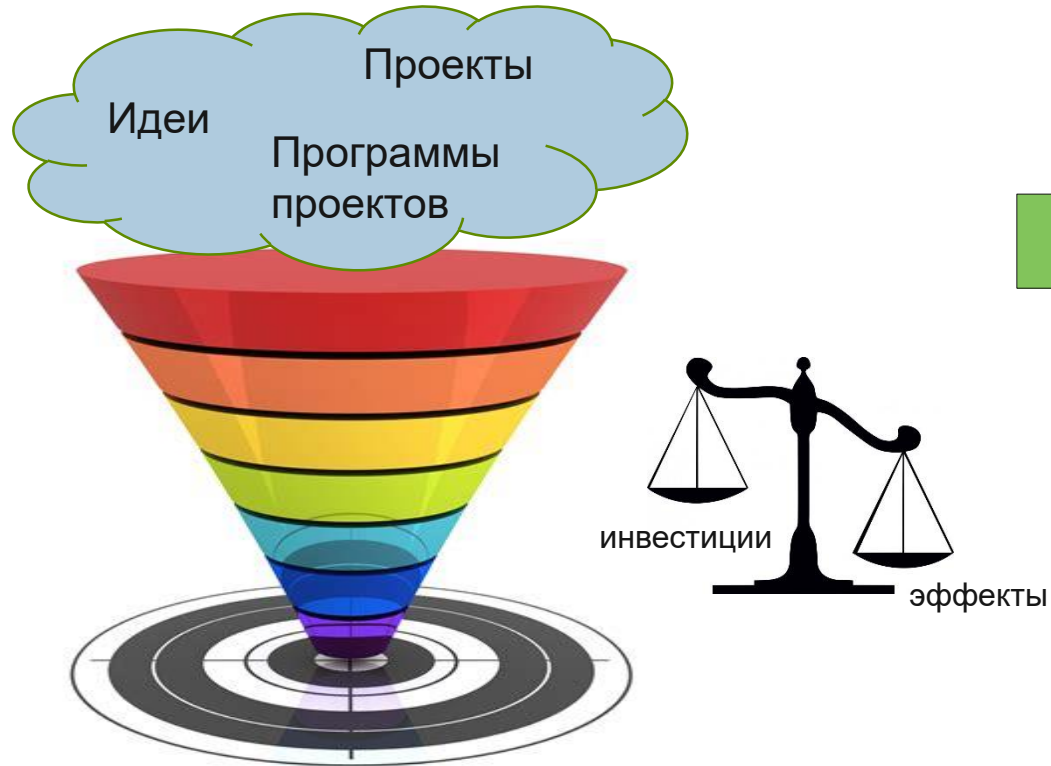 Проекты
Идеи
Программы
проектов
инвестиции
эффекты